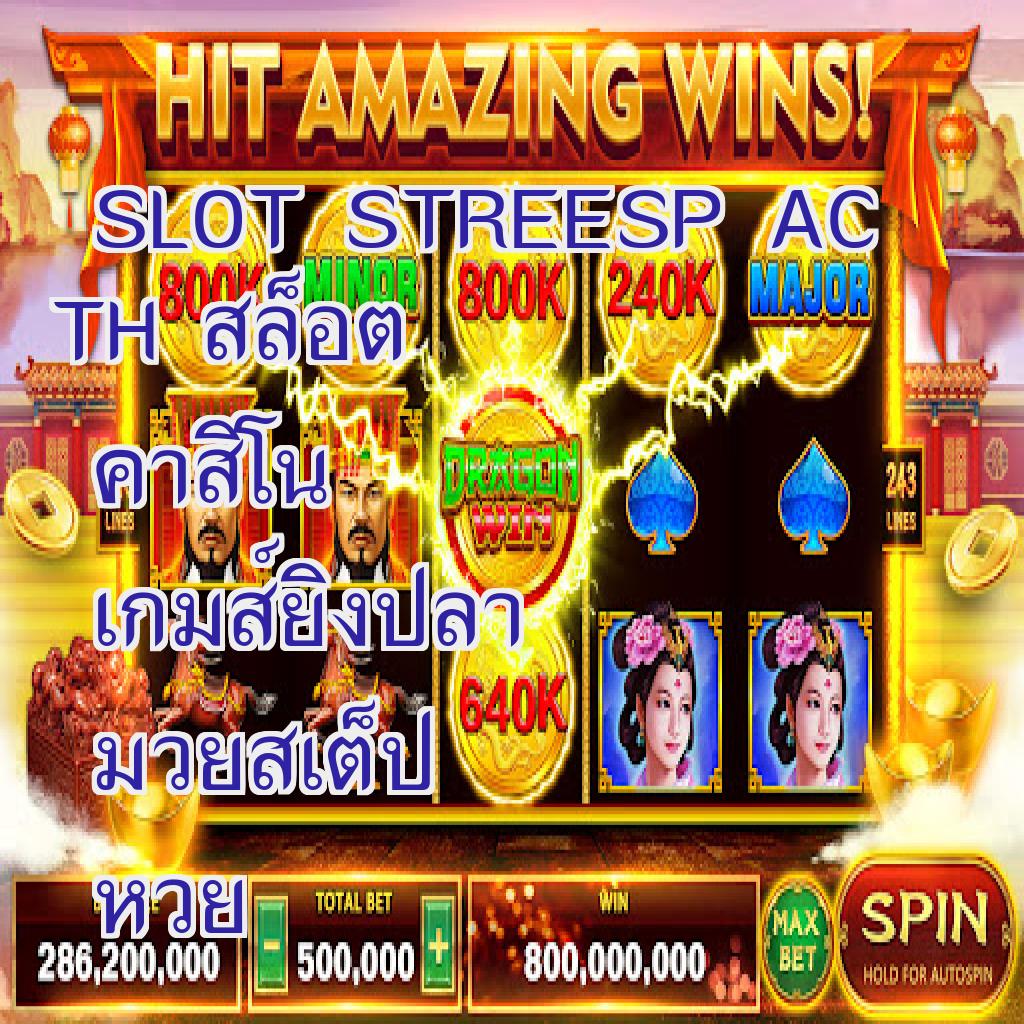 HIT AMAZING WINS!
SLOT STREESP AC
800K MINOR 800K 240K MAJOR
TH สล็อต
คาสิโน
DRAGON
WIN
243
LINES LINES
เกมส์ยิงปลา
640K
มวยสเต็ป
หวย
TOTAL BET WIN
286,200,000 - 500,000 + 800,000,000
MAX
BET
SPIN
HOLD FOR AUTOSPIN